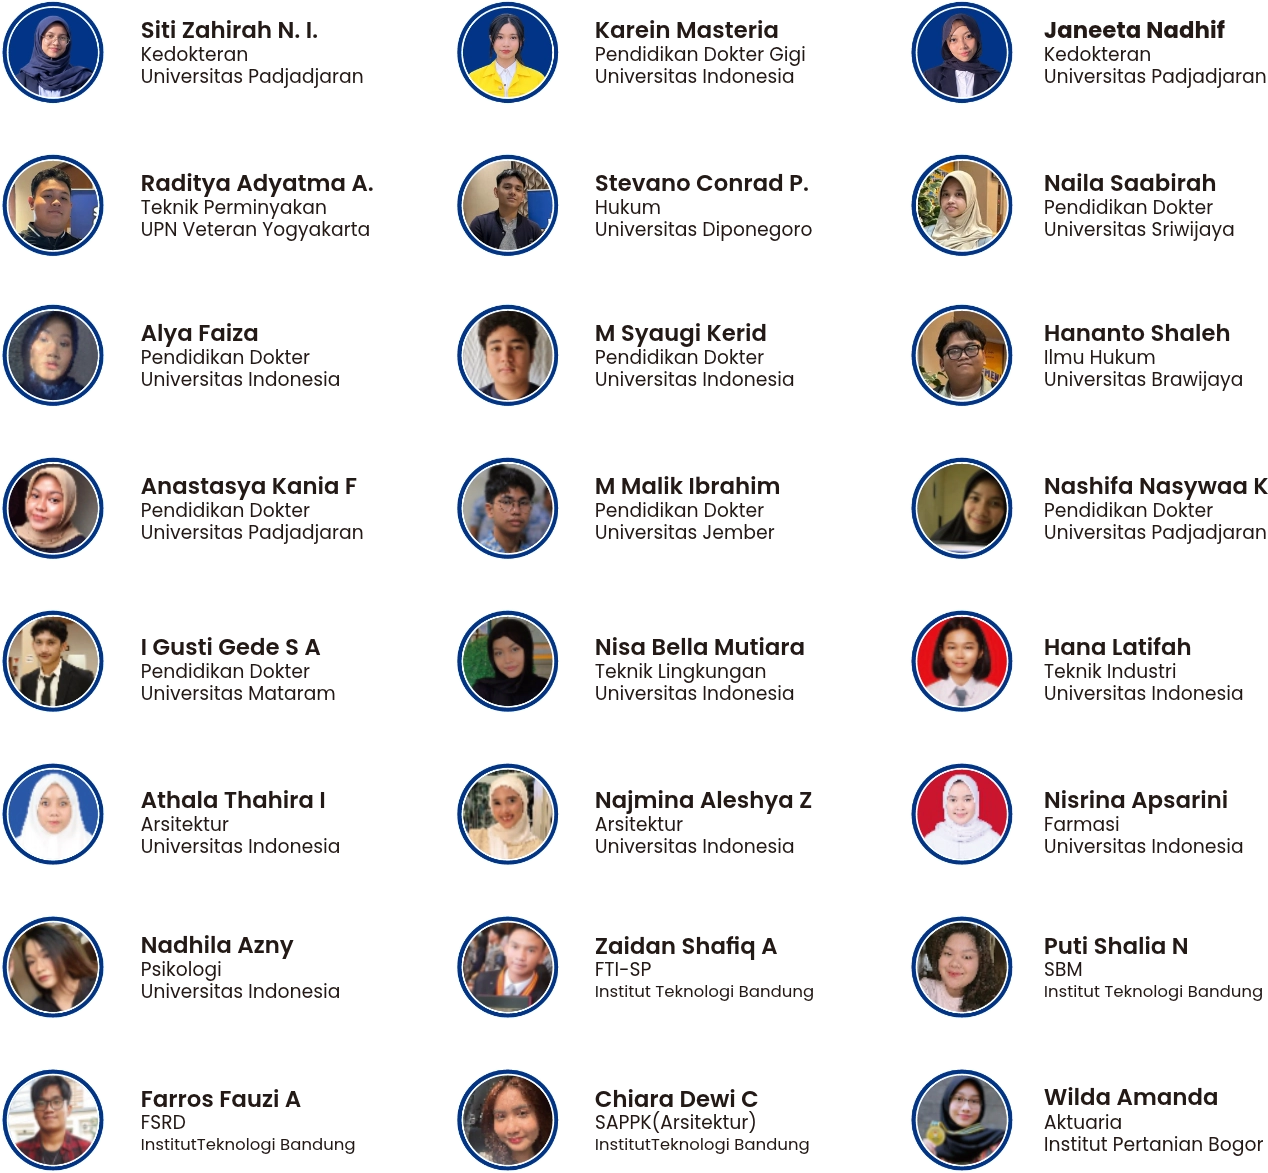 Siti Zahirah N. I.
Kedokteran
Universitas Padjadjaran
Karein Masteria
Pendidikan Dokter Gigi
Universitas Indonesia
Janeeta Nadhif
Kedokteran
Universitas Padjadjaran
Raditya Adyatma A.
Teknik Perminyakan
UPN Veteran Yogyakarta
Stevano Conrad P.
Hukum
Universitas Diponegoro
Naila Saabirah
Pendidikan Dokter
Universitas Sriwijaya
Alya Faiza
Pendidikan Dokter
Universitas Indonesia
M Syaugi Kerid
Pendidikan Dokter
Universitas Indonesia
Hananto Shaleh
Ilmu Hukum
Universitas Brawijaya
Anastasya Kania F
Pendidikan Dokter
Universitas Padjadjaran
M Malik Ibrahim
Pendidikan Dokter
Universitas Jember
Nashifa Nasywaa K
Pendidikan Dokter
Universitas Padjadjaran
I Gusti Gede S A
Pendidikan Dokter
Universitas Mataram
Nisa Bella Mutiara
Teknik Lingkungan
Universitas Indonesia
Hana Latifah
Teknik Industri
Universitas Indonesia
Athala Thahira I
Arsitektur
Universitas Indonesia
Najmina Aleshya Z
Arsitektur
Universitas Indonesia
Nisrina Apsarini
Farmasi
Universitas Indonesia
Nadhila Azny
Psikologi
Universitas Indonesia
Zaidan Shafiq A
FTI-SP
Institut Teknologi Bandung
Puti Shalia N
SBM
Institut Teknologi Bandung
Farros Fauzi A
FSRD
InstitutTeknologi Bandung
Chiara Dewi C
SAPPK(Arsitektur)
InstitutTeknologi Bandung
Wilda Amanda
Aktuaria
Institut Pertanian Bogor